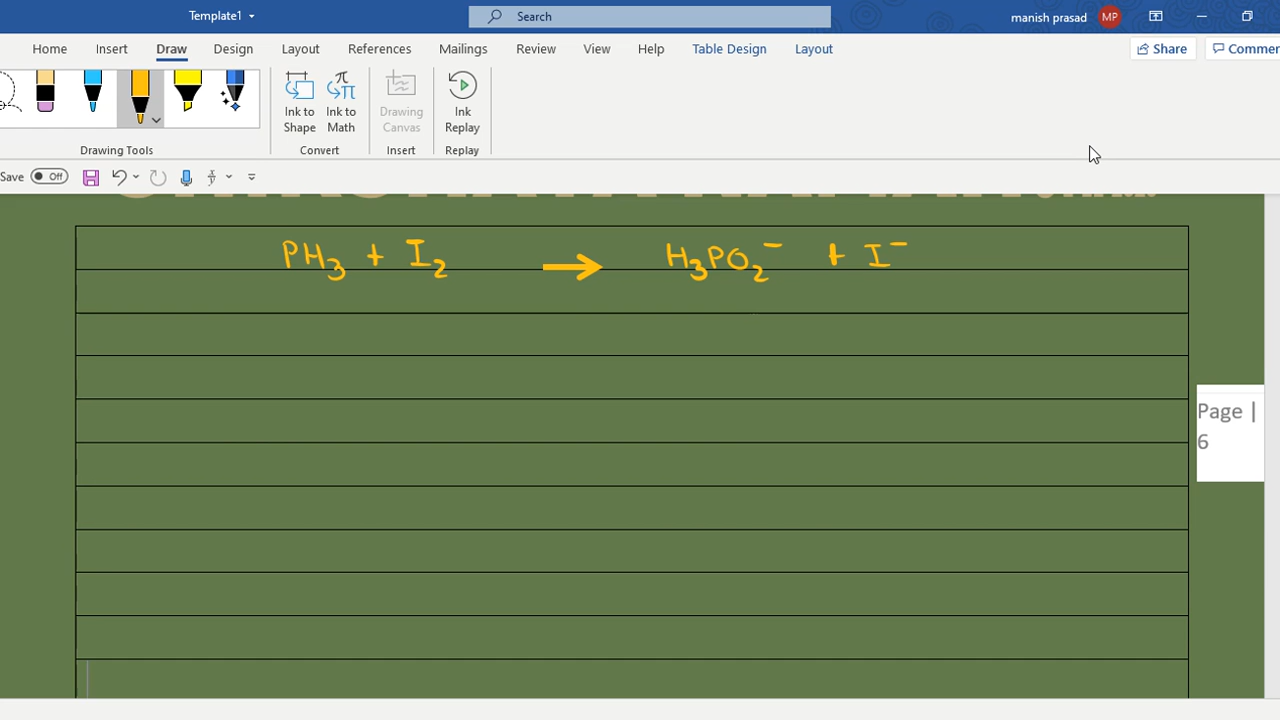 Template1
Search
manish prasad MP
Home Insert Draw Design Layout References Mailings Review View Help Table Design Layout Share Commer
Ink to Shape
Ink to Math
Drawing Canvas
Ink Replay
Drawing Tools Convert Insert Replay
Save Off
PH₃ + I₂ → H₃PO₂⁻ + I⁻
Page |
6